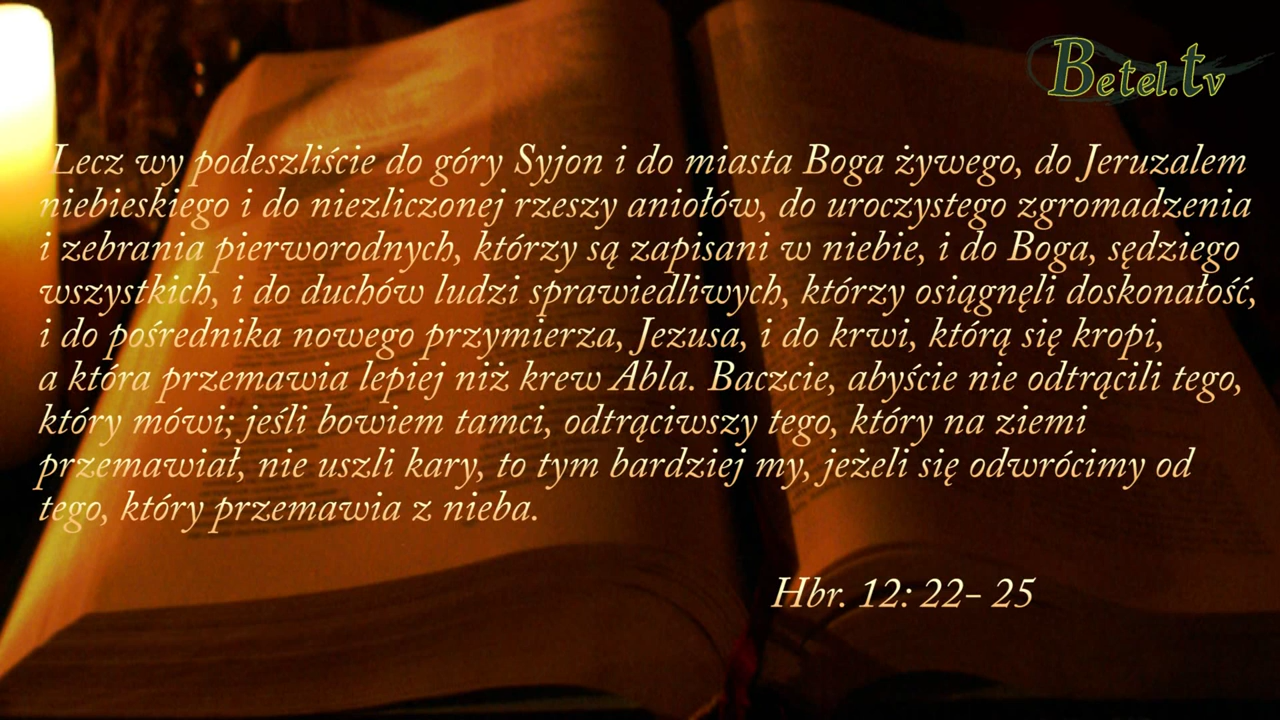 Betel.tv
Lecz wy podeszliście do góry Syjon i do miasta Boga żywego, do Jeruzalem
niebieskiego i do niezliczonej rzeszy aniołów, do uroczystego zgromadzenia
i zebrania pierworodnych, którzy są zapisani w niebie, i do Boga, sędziego
wszystkich, i do duchów ludzi sprawiedliwych, którzy osiągnęli doskonałość,
i do pośrednika nowego przymierza, Jezusa, i do krwi, którą się kropi,
a która przemawia lepiej niż krew Abla. Baczcie, abyście nie odtrącili tego,
który mówi; jeśli bowiem tamci, odtrąciwszy tego, który na ziemi
przemawiał, nie uszli kary, to tym bardziej my, jeżeli się odwrócimy od
tego, który przemawia z nieba.
Hbr. 12: 22- 25